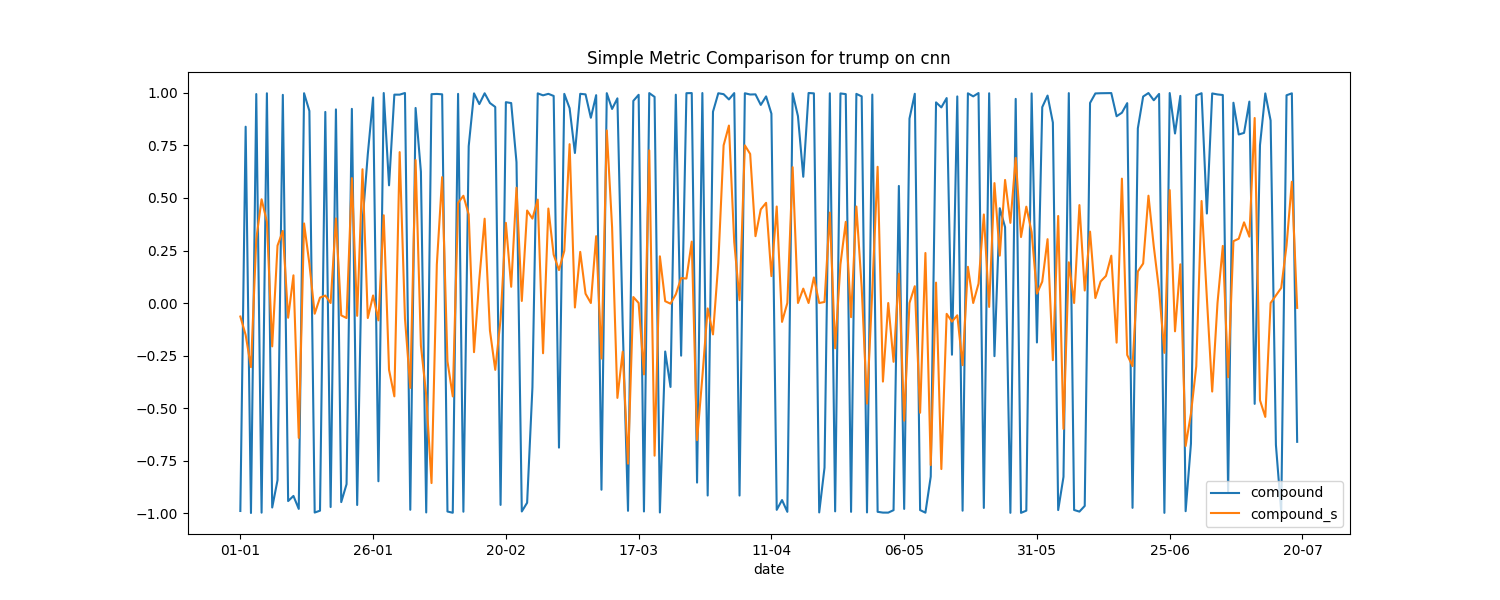 Simple Metric Comparison for trump on cnn
1.00
0.75
0.50
0.25
0.00
−0.25
−0.50
−0.75
−1.00
compound
compound_s
01-01 26-01 20-02 17-03 11-04 06-05 31-05 25-06 20-07
date